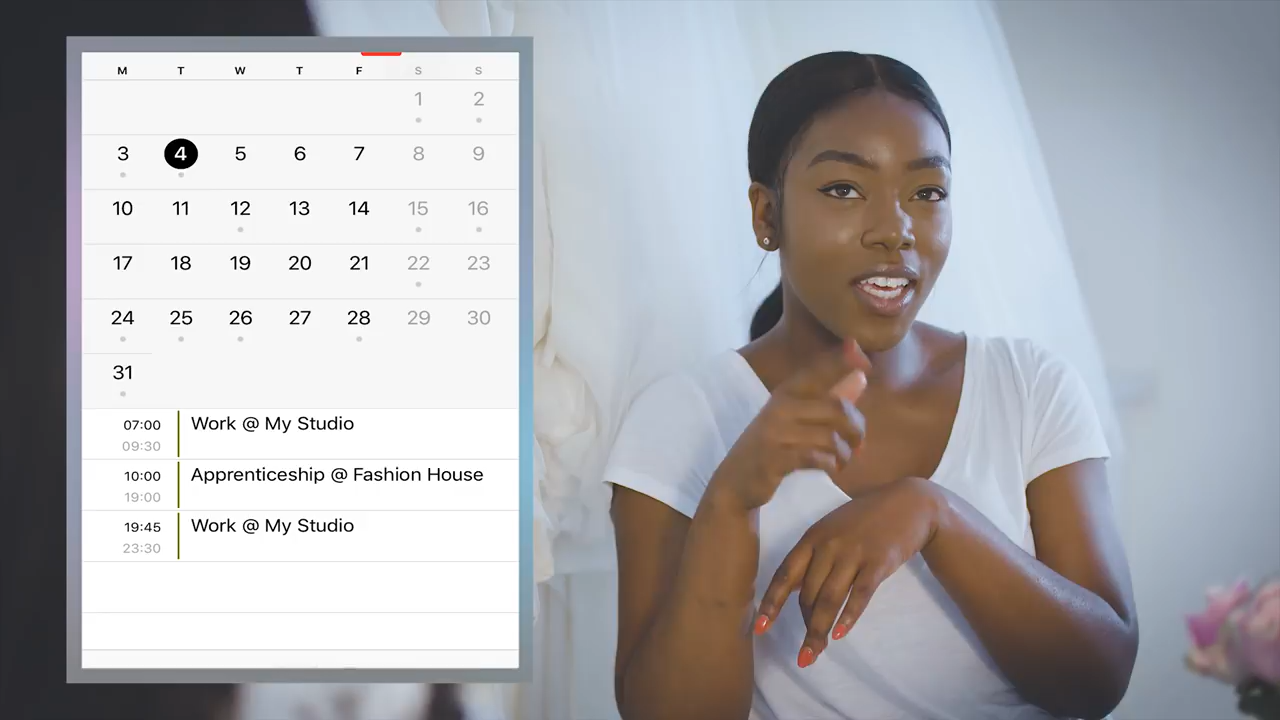 M T W T F S S
1 2
3 4 5 6 7 8 9
10 11 12 13 14 15 16
17 18 19 20 21 22 23
24 25 26 27 28 29 30
31
07:00 Work @ My Studio
09:30
10:00 Apprenticeship @ Fashion House
19:00
19:45 Work @ My Studio
23:30